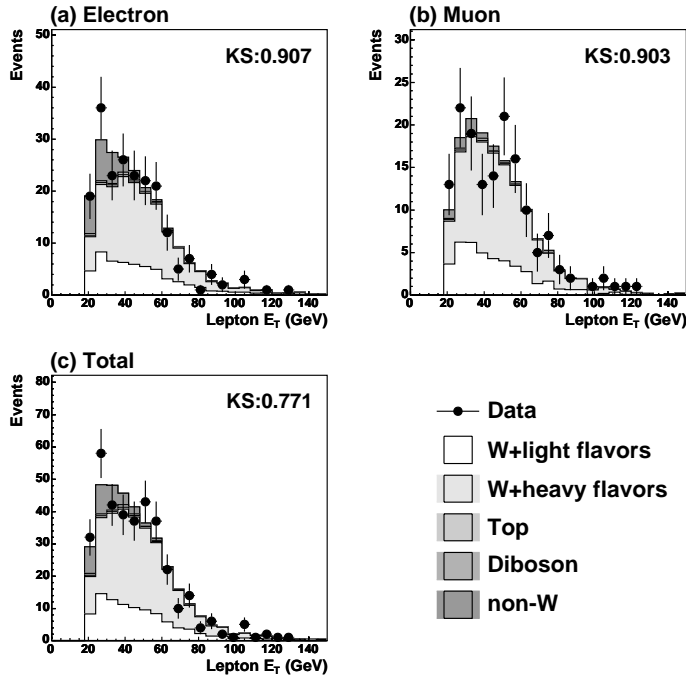 (a) Electron
50
40
30
20
10
0
Events
KS:0.907
0 20 40 60 80 100 120 140
Lepton E_T (GeV)
(b) Muon
30
25
20
15
10
5
0
Events
KS:0.903
0 20 40 60 80 100 120 140
Lepton E_T (GeV)
(c) Total
80
70
60
50
40
30
20
10
0
Events
KS:0.771
0 20 40 60 80 100 120 140
Lepton E_T (GeV)
Data
W+light flavors
W+heavy flavors
Top
Diboson
non-W